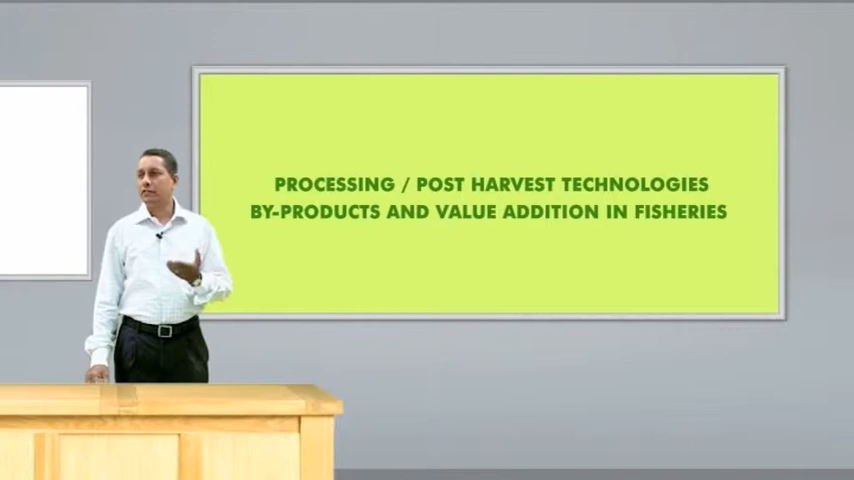 PROCESSING / POST HARVEST TECHNOLOGIES
BY-PRODUCTS AND VALUE ADDITION IN FISHERIES